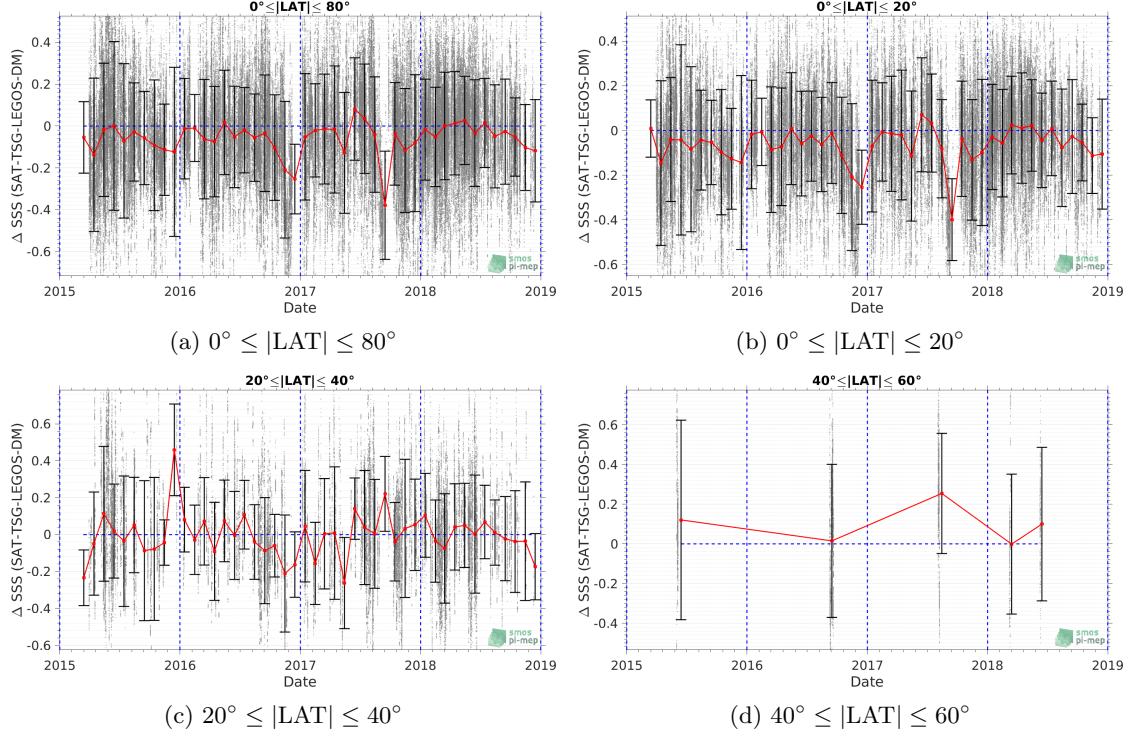 0°≤|LAT|≤ 80°
Δ SSS (SAT-TSG-LEGOS-DM)
0.4
0.2
0
-0.2
-0.4
-0.6
2015 2016 2017 2018 2019
Date
smos
pi-mep
(a) 0° ≤ |LAT| ≤ 80°
0°≤|LAT|≤ 20°
Δ SSS (SAT-TSG-LEGOS-DM)
0.4
0.2
0
-0.2
-0.4
-0.6
2015 2016 2017 2018 2019
Date
smos
pi-mep
(b) 0° ≤ |LAT| ≤ 20°
20°≤|LAT|≤ 40°
Δ SSS (SAT-TSG-LEGOS-DM)
0.6
0.4
0.2
0
-0.2
-0.4
-0.6
2015 2016 2017 2018 2019
Date
smos
pi-mep
(c) 20° ≤ |LAT| ≤ 40°
40°≤|LAT|≤ 60°
Δ SSS (SAT-TSG-LEGOS-DM)
0.6
0.4
0.2
0
-0.2
-0.4
2015 2016 2017 2018 2019
Date
smos
pi-mep
(d) 40° ≤ |LAT| ≤ 60°